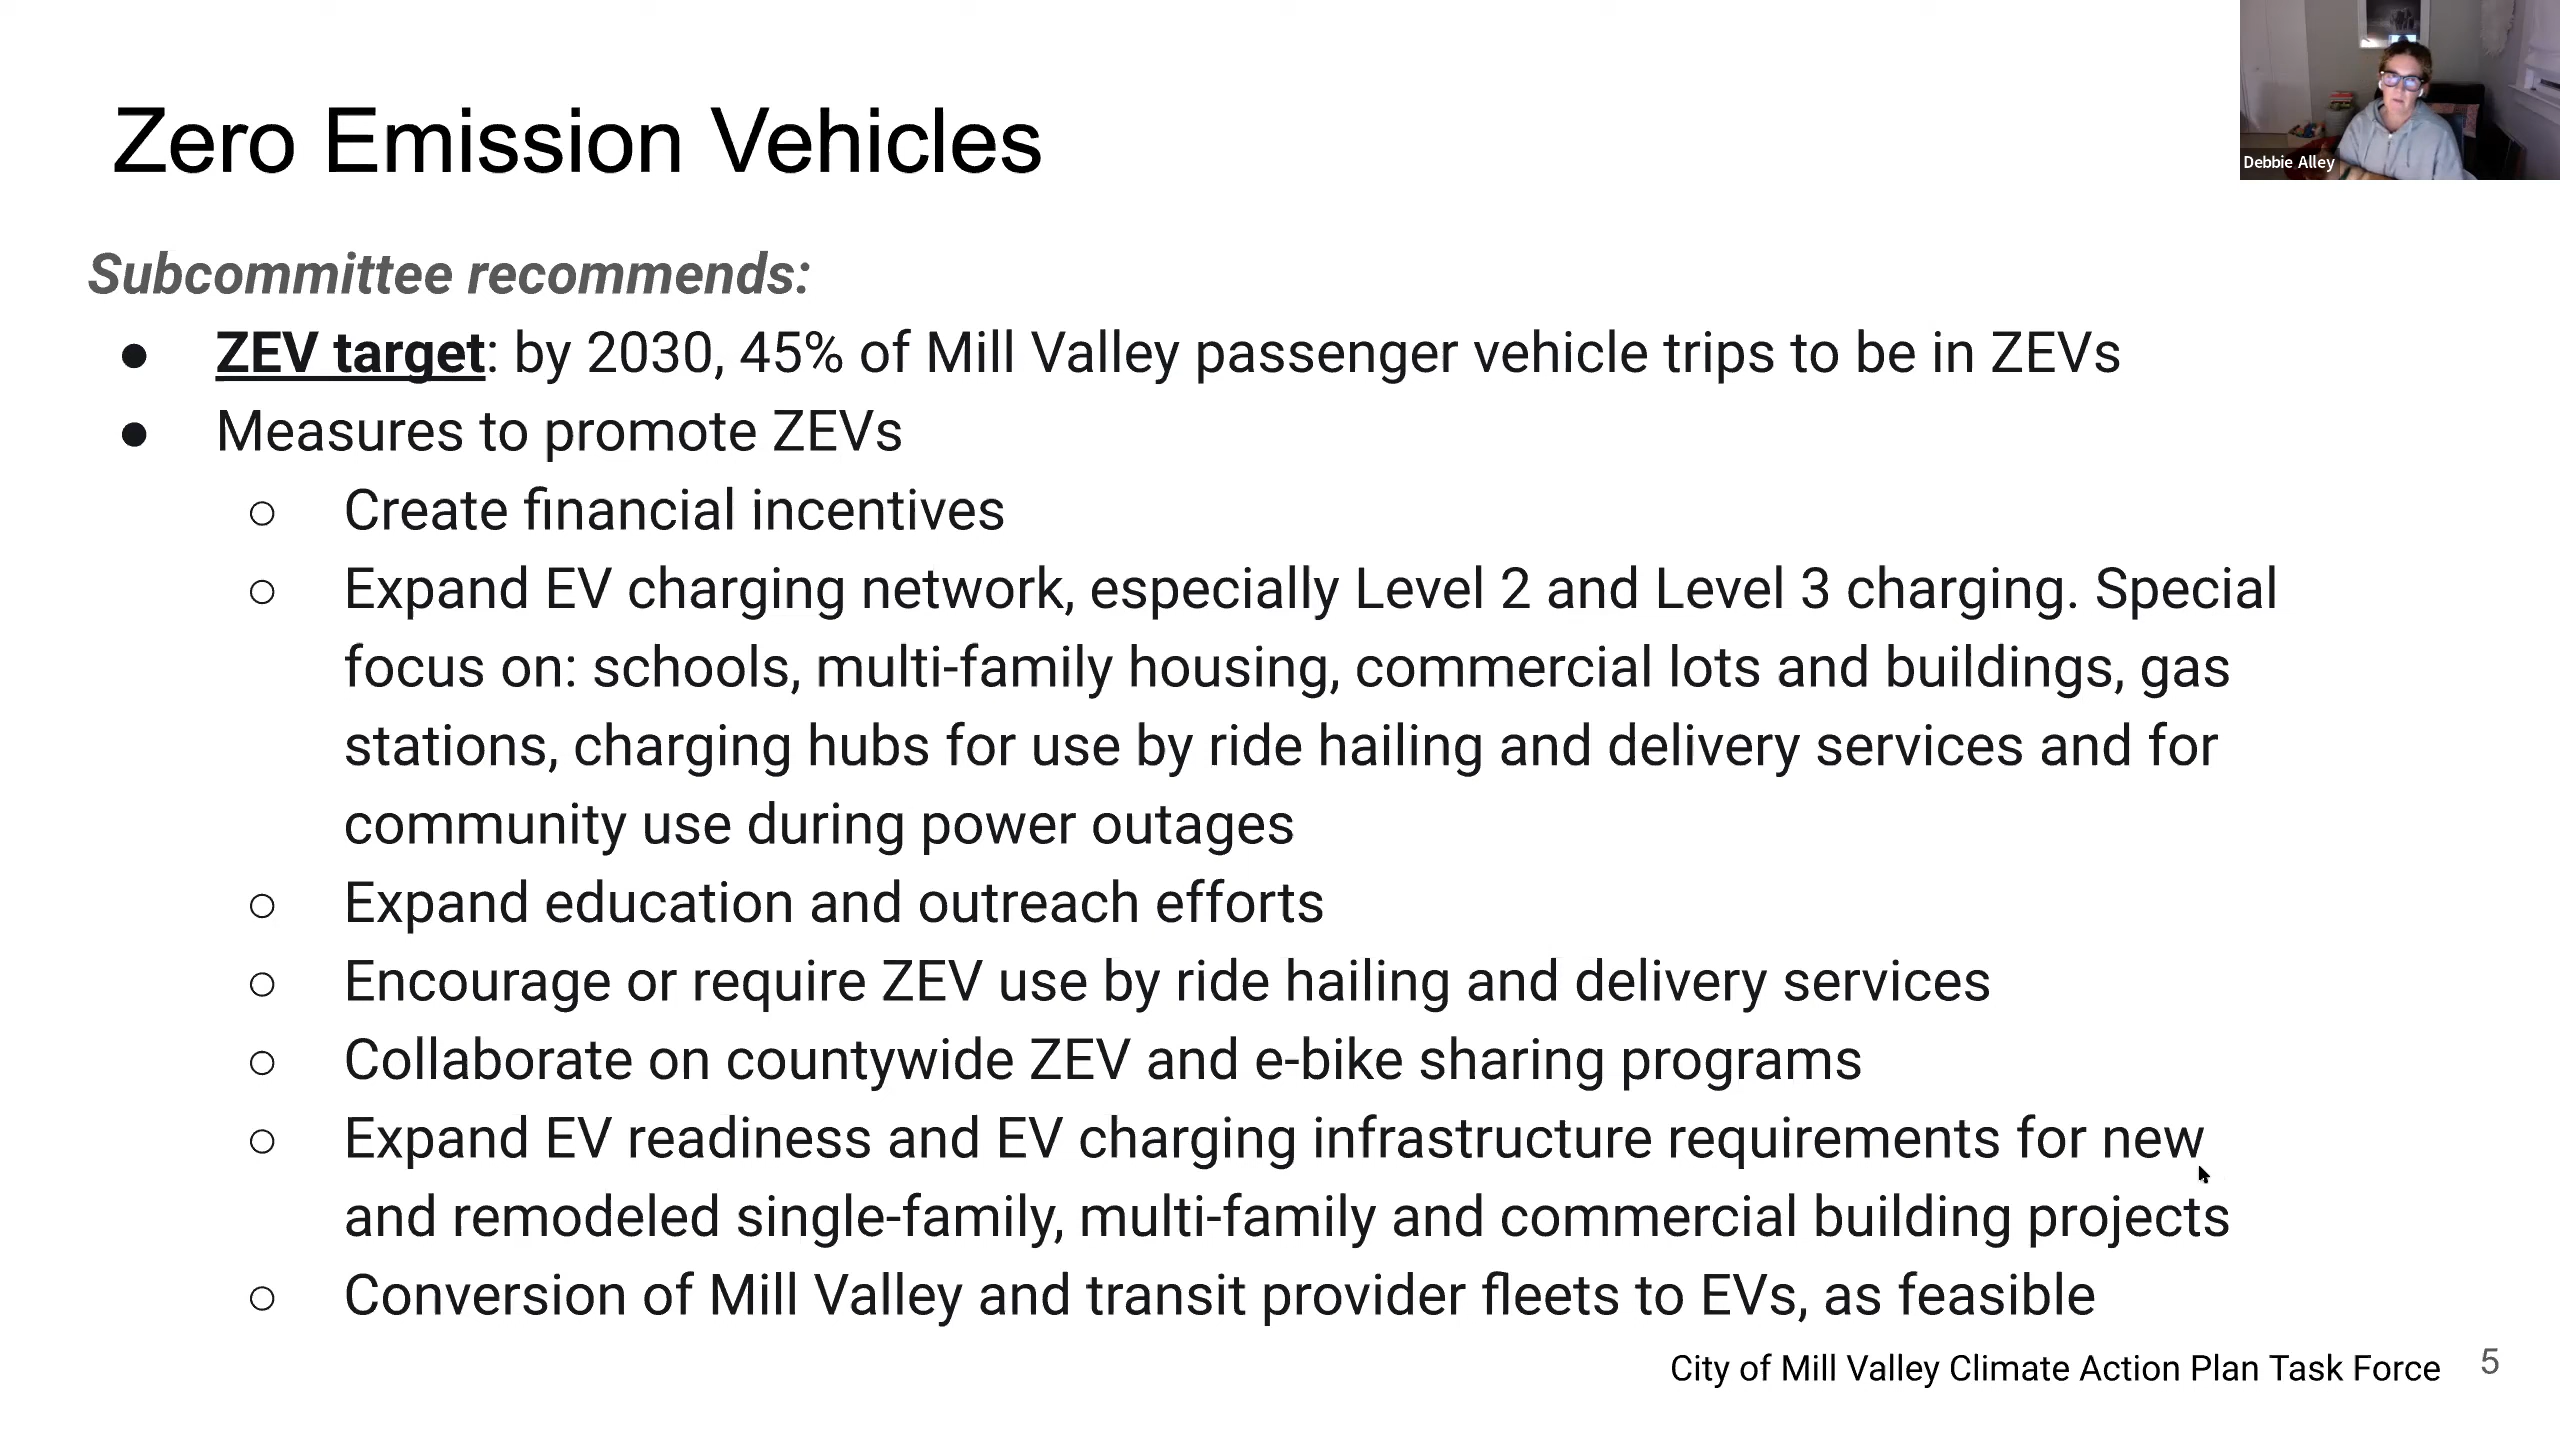 Zero Emission Vehicles
Debbie Alley
Subcommittee recommends:
● ZEV target: by 2030, 45% of Mill Valley passenger vehicle trips to be in ZEVs
● Measures to promote ZEVs
○ Create financial incentives
○ Expand EV charging network, especially Level 2 and Level 3 charging. Special
focus on: schools, multi-family housing, commercial lots and buildings, gas
stations, charging hubs for use by ride hailing and delivery services and for
community use during power outages
○ Expand education and outreach efforts
○ Encourage or require ZEV use by ride hailing and delivery services
○ Collaborate on countywide ZEV and e-bike sharing programs
○ Expand EV readiness and EV charging infrastructure requirements for new
and remodeled single-family, multi-family and commercial building projects
○ Conversion of Mill Valley and transit provider fleets to EVs, as feasible
City of Mill Valley Climate Action Plan Task Force 5